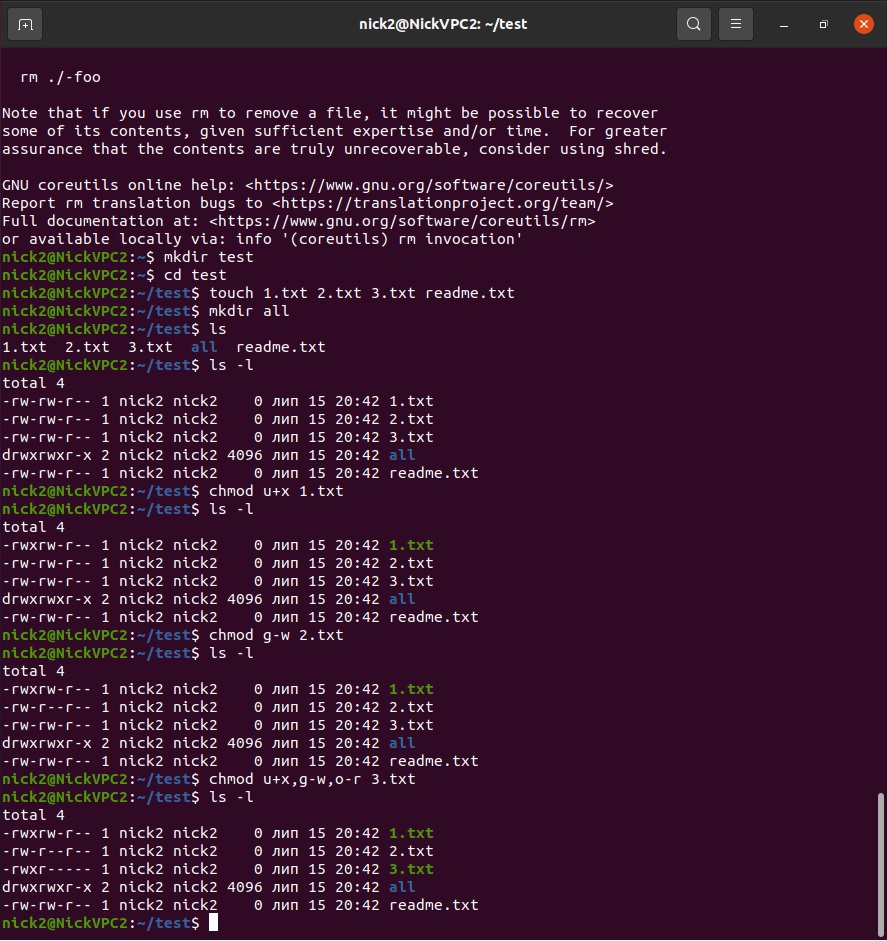 nick2@NickVPC2: ~/test
  rm ./-foo
Note that if you use rm to remove a file, it might be possible to recover
some of its contents, given sufficient expertise and/or time.  For greater
assurance that the contents are truly unrecoverable, consider using shred.
GNU coreutils online help: <https://www.gnu.org/software/coreutils/>
Report rm translation bugs to <https://translationproject.org/team/>
Full documentation at: <https://www.gnu.org/software/coreutils/rm>
or available locally via: info '(coreutils) rm invocation'
nick2@NickVPC2:~$ mkdir test
nick2@NickVPC2:~$ cd test
nick2@NickVPC2:~/test$ touch 1.txt 2.txt 3.txt readme.txt
nick2@NickVPC2:~/test$ mkdir all
nick2@NickVPC2:~/test$ ls
1.txt  2.txt  3.txt  all  readme.txt
nick2@NickVPC2:~/test$ ls -l
total 4
-rw-rw-r-- 1 nick2 nick2    0 лип 15 20:42 1.txt
-rw-rw-r-- 1 nick2 nick2    0 лип 15 20:42 2.txt
-rw-rw-r-- 1 nick2 nick2    0 лип 15 20:42 3.txt
drwxrwxr-x 2 nick2 nick2 4096 лип 15 20:42 all
-rw-rw-r-- 1 nick2 nick2    0 лип 15 20:42 readme.txt
nick2@NickVPC2:~/test$ chmod u+x 1.txt
nick2@NickVPC2:~/test$ ls -l
total 4
-rwxrw-r-- 1 nick2 nick2    0 лип 15 20:42 1.txt
-rw-rw-r-- 1 nick2 nick2    0 лип 15 20:42 2.txt
-rw-rw-r-- 1 nick2 nick2    0 лип 15 20:42 3.txt
drwxrwxr-x 2 nick2 nick2 4096 лип 15 20:42 all
-rw-rw-r-- 1 nick2 nick2    0 лип 15 20:42 readme.txt
nick2@NickVPC2:~/test$ chmod g-w 2.txt
nick2@NickVPC2:~/test$ ls -l
total 4
-rwxrw-r-- 1 nick2 nick2    0 лип 15 20:42 1.txt
-rw-r--r-- 1 nick2 nick2    0 лип 15 20:42 2.txt
-rw-rw-r-- 1 nick2 nick2    0 лип 15 20:42 3.txt
drwxrwxr-x 2 nick2 nick2 4096 лип 15 20:42 all
-rw-rw-r-- 1 nick2 nick2    0 лип 15 20:42 readme.txt
nick2@NickVPC2:~/test$ chmod u+x,g-w,o-r 3.txt
nick2@NickVPC2:~/test$ ls -l
total 4
-rwxrw-r-- 1 nick2 nick2    0 лип 15 20:42 1.txt
-rw-r--r-- 1 nick2 nick2    0 лип 15 20:42 2.txt
-rwxr----- 1 nick2 nick2    0 лип 15 20:42 3.txt
drwxrwxr-x 2 nick2 nick2 4096 лип 15 20:42 all
-rw-rw-r-- 1 nick2 nick2    0 лип 15 20:42 readme.txt
nick2@NickVPC2:~/test$